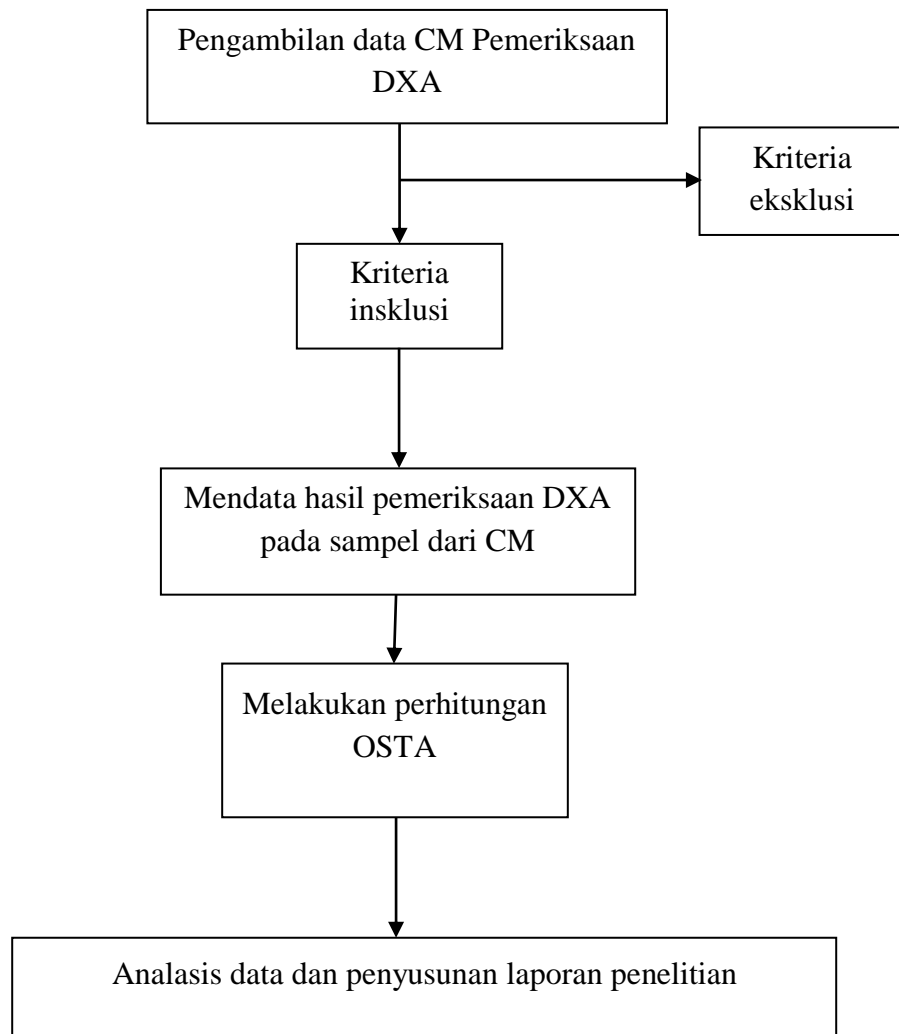 Pengambilan data CM Pemeriksaan
DXA
Kriteria
eksklusi
Kriteria
insklusi
Mendata hasil pemeriksaan DXA
pada sampel dari CM
Melakukan perhitungan
OSTA
Analasis data dan penyusunan laporan penelitian